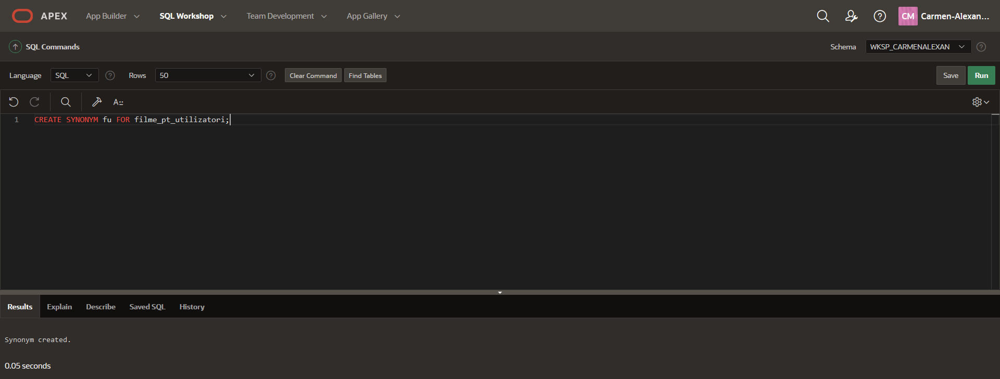 APEX App Builder SQL Workshop Team Development App Gallery CM Carmen-Alexan...
SQL Commands Schema WKSP_CARMENALEXAN
Language SQL Rows 50 Clear Command Find Tables Save Run
A
1 CREATE SYNONYM fu FOR filme_pt_utilizatori;
Results Explain Describe Saved SQL History
Synonym created.
0.05 seconds